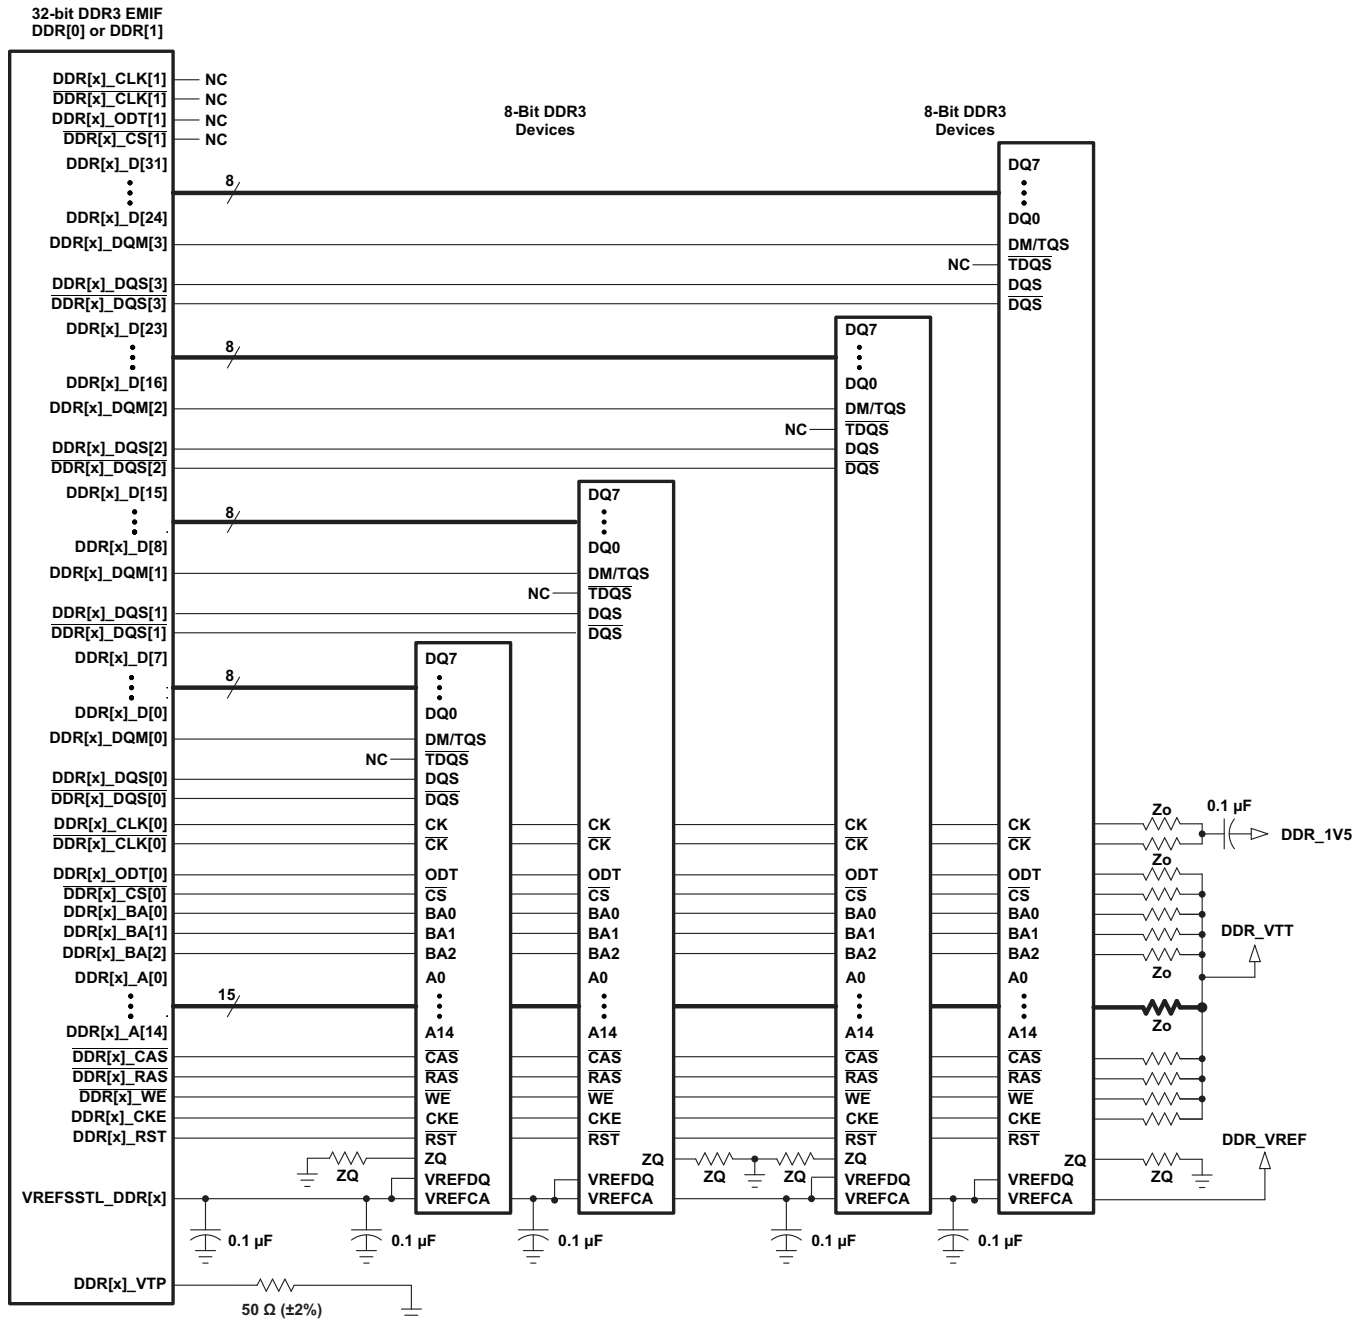 32-bit DDR3 EMIF
DDR[0] or DDR[1]
8-Bit DDR3
Devices
8-Bit DDR3
Devices
DDR[x]_CLK[1] NC
DDR[x]_CLK[1] NC
DDR[x]_ODT[1] NC
DDR[x]_CS[1] NC
DDR[x]_D[31] DQ7
8
DDR[x]_D[24] DQ0
DDR[x]_DQM[3] DM/TQS
NC TDQS
DDR[x]_DQS[3] DQS
DDR[x]_DQS[3] DQS
DDR[x]_D[23] DQ7
8
DDR[x]_D[16] DQ0
DDR[x]_DQM[2] DM/TQS
NC TDQS
DDR[x]_DQS[2] DQS
DDR[x]_DQS[2] DQS
DDR[x]_D[15] DQ7
8
DDR[x]_D[8] DQ0
DDR[x]_DQM[1] DM/TQS
NC TDQS
DDR[x]_DQS[1] DQS
DDR[x]_DQS[1] DQS
DDR[x]_D[7] DQ7
8
DDR[x]_D[0] DQ0
DDR[x]_DQM[0] DM/TQS
NC TDQS
DDR[x]_DQS[0] DQS
DDR[x]_DQS[0] DQS
Zo 0.1 µF
DDR[x]_CLK[0] CK CK CK CK
DDR_1V5
DDR[x]_CLK[0] CK CK CK CK
Zo
DDR[x]_ODT[0] ODT ODT ODT ODT
DDR[x]_CS[0] CS CS CS CS
DDR[x]_BA[0] BA0 BA0 BA0 BA0
DDR[x]_BA[1] BA1 BA1 BA1 BA1 DDR_VTT
DDR[x]_BA[2] BA2 BA2 BA2 BA2
Zo
DDR[x]_A[0] A0 A0 A0 A0
15
Zo
DDR[x]_A[14] A14 A14 A14 A14
DDR[x]_CAS CAS CAS CAS CAS
DDR[x]_RAS RAS RAS RAS RAS
DDR[x]_WE WE WE WE WE
DDR[x]_CKE CKE CKE CKE CKE
DDR[x]_RST RST RST RST RST DDR_VREF
ZQ ZQ ZQ ZQ
ZQ ZQ ZQ ZQ
VREFDQ VREFDQ VREFDQ VREFDQ
VREFSSTL_DDR[x] VREFCA VREFCA VREFCA VREFCA
0.1 µF 0.1 µF 0.1 µF 0.1 µF 0.1 µF
DDR[x]_VTP
50 Ω (±2%)